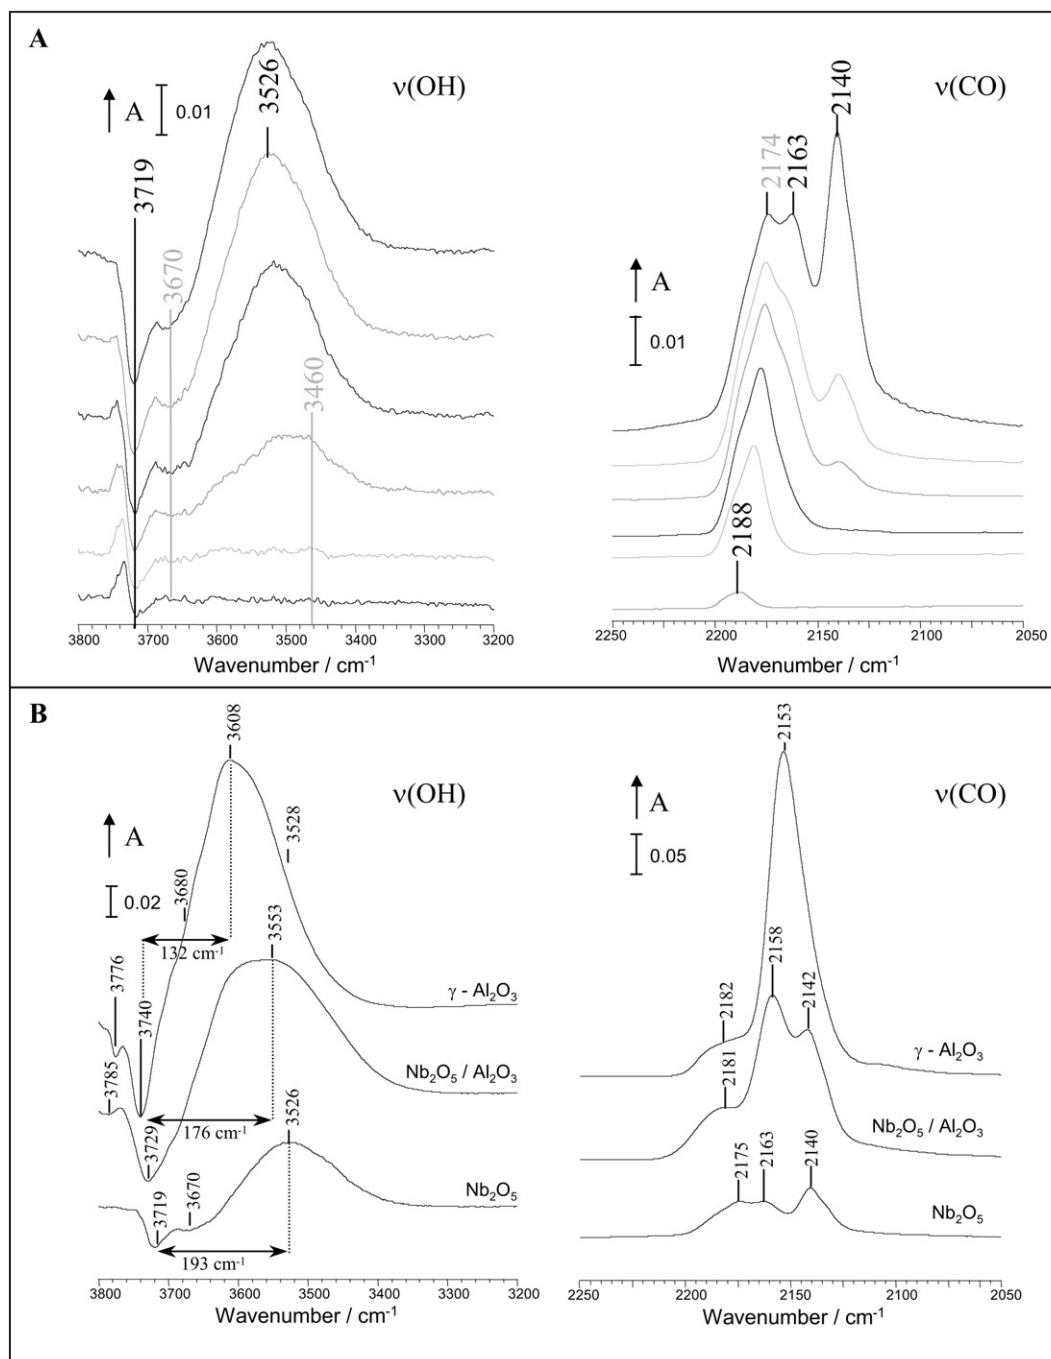 A
ν(OH)
A
0.01
3719
3670
3526
3460
3800 3700 3600 3500 3400 3300 3200
Wavenumber / cm⁻¹
ν(CO)
A
0.01
2188
2174
2163
2140
2250 2200 2150 2100 2050
Wavenumber / cm⁻¹
B
ν(OH)
A
0.02
3785
3776
3740
3729
3719
3680
3670
3608
3528
3553
3526
132 cm⁻¹
176 cm⁻¹
193 cm⁻¹
γ - Al₂O₃
Nb₂O₅ / Al₂O₃
Nb₂O₅
3800 3700 3600 3500 3400 3300 3200
Wavenumber / cm⁻¹
ν(CO)
A
0.05
2153
2182
2158
2142
2181
2175
2163
2140
γ - Al₂O₃
Nb₂O₅ / Al₂O₃
Nb₂O₅
2250 2200 2150 2100 2050
Wavenumber / cm⁻¹